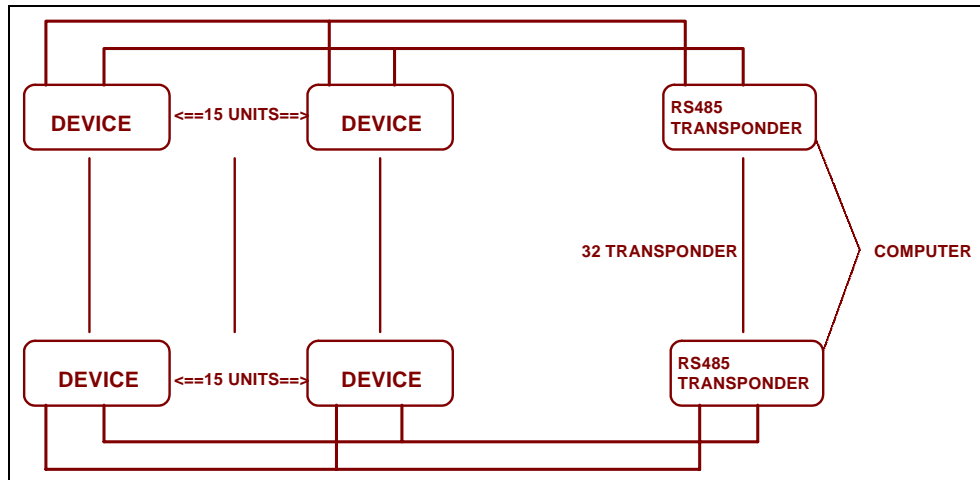 DEVICE
<==15 UNITS==>
DEVICE
RS485
TRANSPONDER
32 TRANSPONDER
COMPUTER
DEVICE
<==15 UNITS==>
DEVICE
RS485
TRANSPONDER